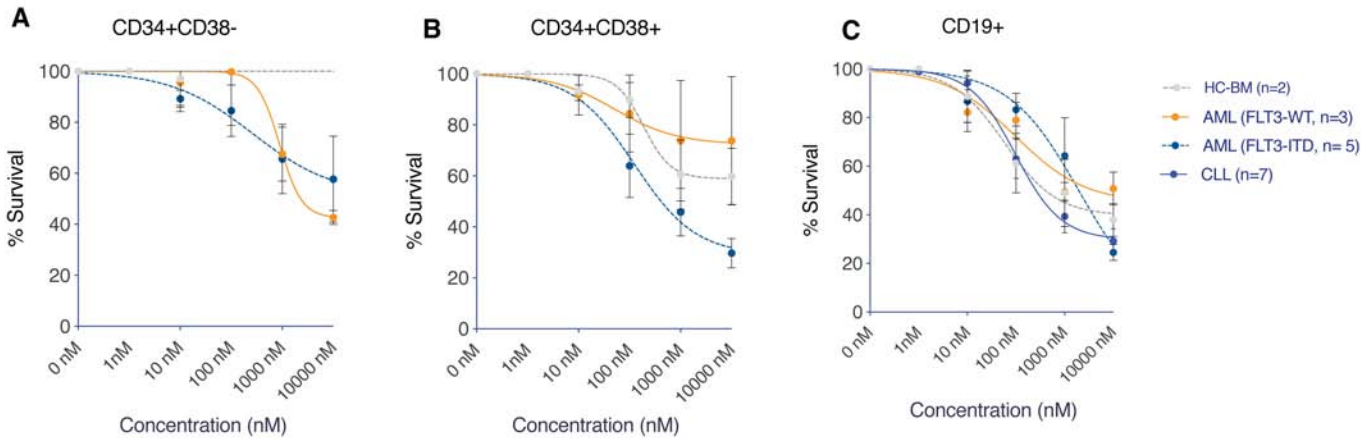 A
CD34+CD38-
% Survival
100
80
60
40
20
0
0 nM
1nM
10 nM
100 nM
1000 nM
10000 nM
Concentration (nM)
B
CD34+CD38+
% Survival
100
80
60
40
20
0
0 nM
1nM
10 nM
100 nM
1000 nM
10000 nM
Concentration (nM)
C
CD19+
% Survival
100
80
60
40
20
0
0 nM
1nM
10 nM
100 nM
1000 nM
10000 nM
Concentration (nM)
HC-BM (n=2)
AML (FLT3-WT, n=3)
AML (FLT3-ITD, n= 5)
CLL (n=7)